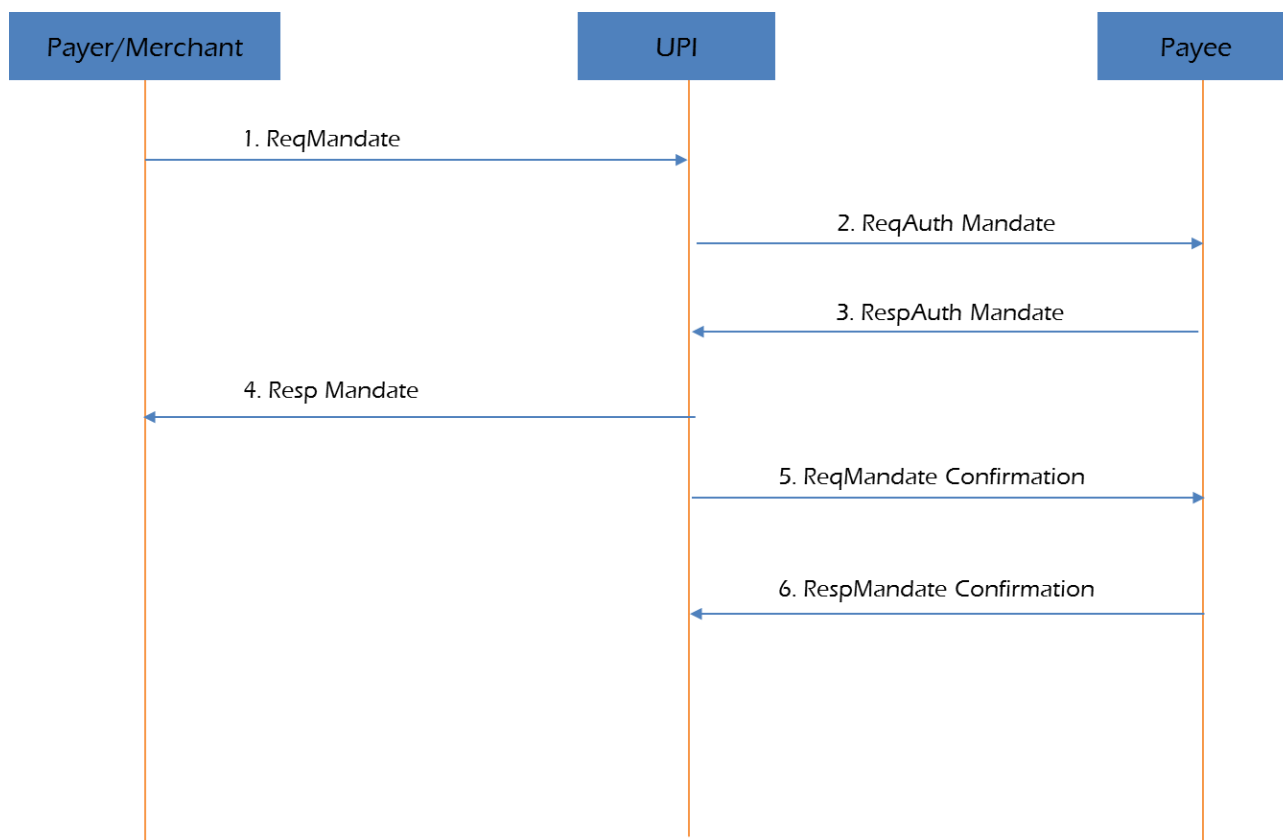 Payer/Merchant
UPI
Payee
1. ReqMandate
2. ReqAuth Mandate
3. RespAuth Mandate
4. Resp Mandate
5. ReqMandate Confirmation
6. RespMandate Confirmation